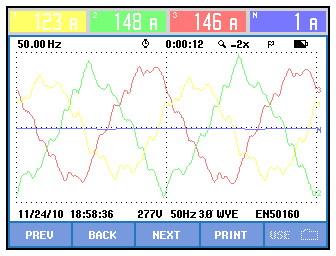 123 A 2 148 A 3 146 A N 1 A
50.00 Hz 0:00:12 -2x
11/24/10 18:58:36 277V 50Hz 3Ø WYE EN50160
PREV BACK NEXT PRINT USE